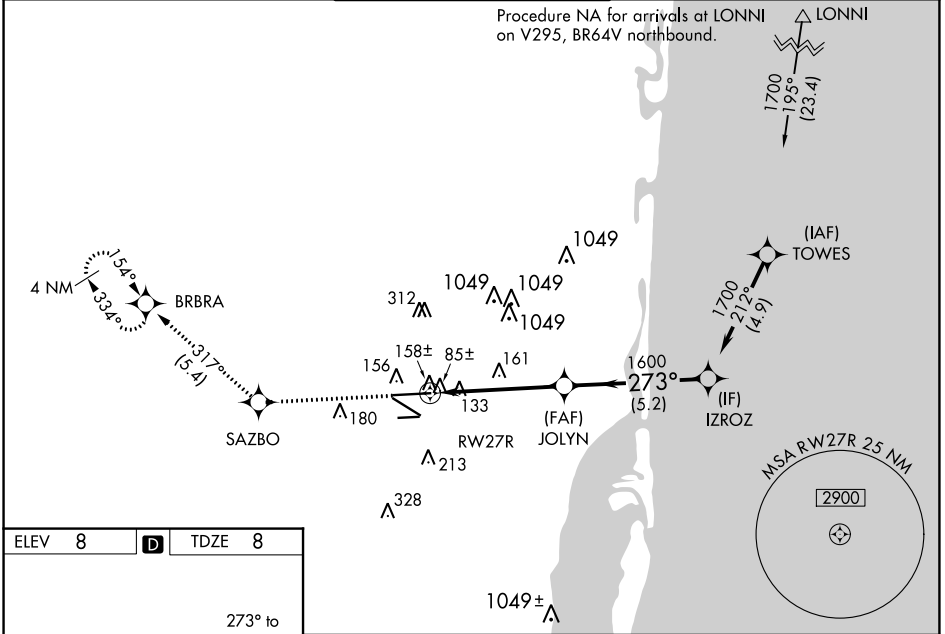 Procedure NA for arrivals at LONNI
on V295, BR64V northbound.
LONNI
1700
195°
(23.4)
(IAF)
TOWES
1700
212°
(4.9)
1049
1049
1049
1049
312
4 NM
154°
334°
BRBRA
317°
(5.4)
158±
85±
156
161
133
180
1600
273°
(5.2)
(IF)
IZROZ
(FAF)
JOLYN
SAZBO
RW27R
213
328
MSA RW27R 25 NM
2900
ELEV 8 D TDZE 8
273° to
1049±